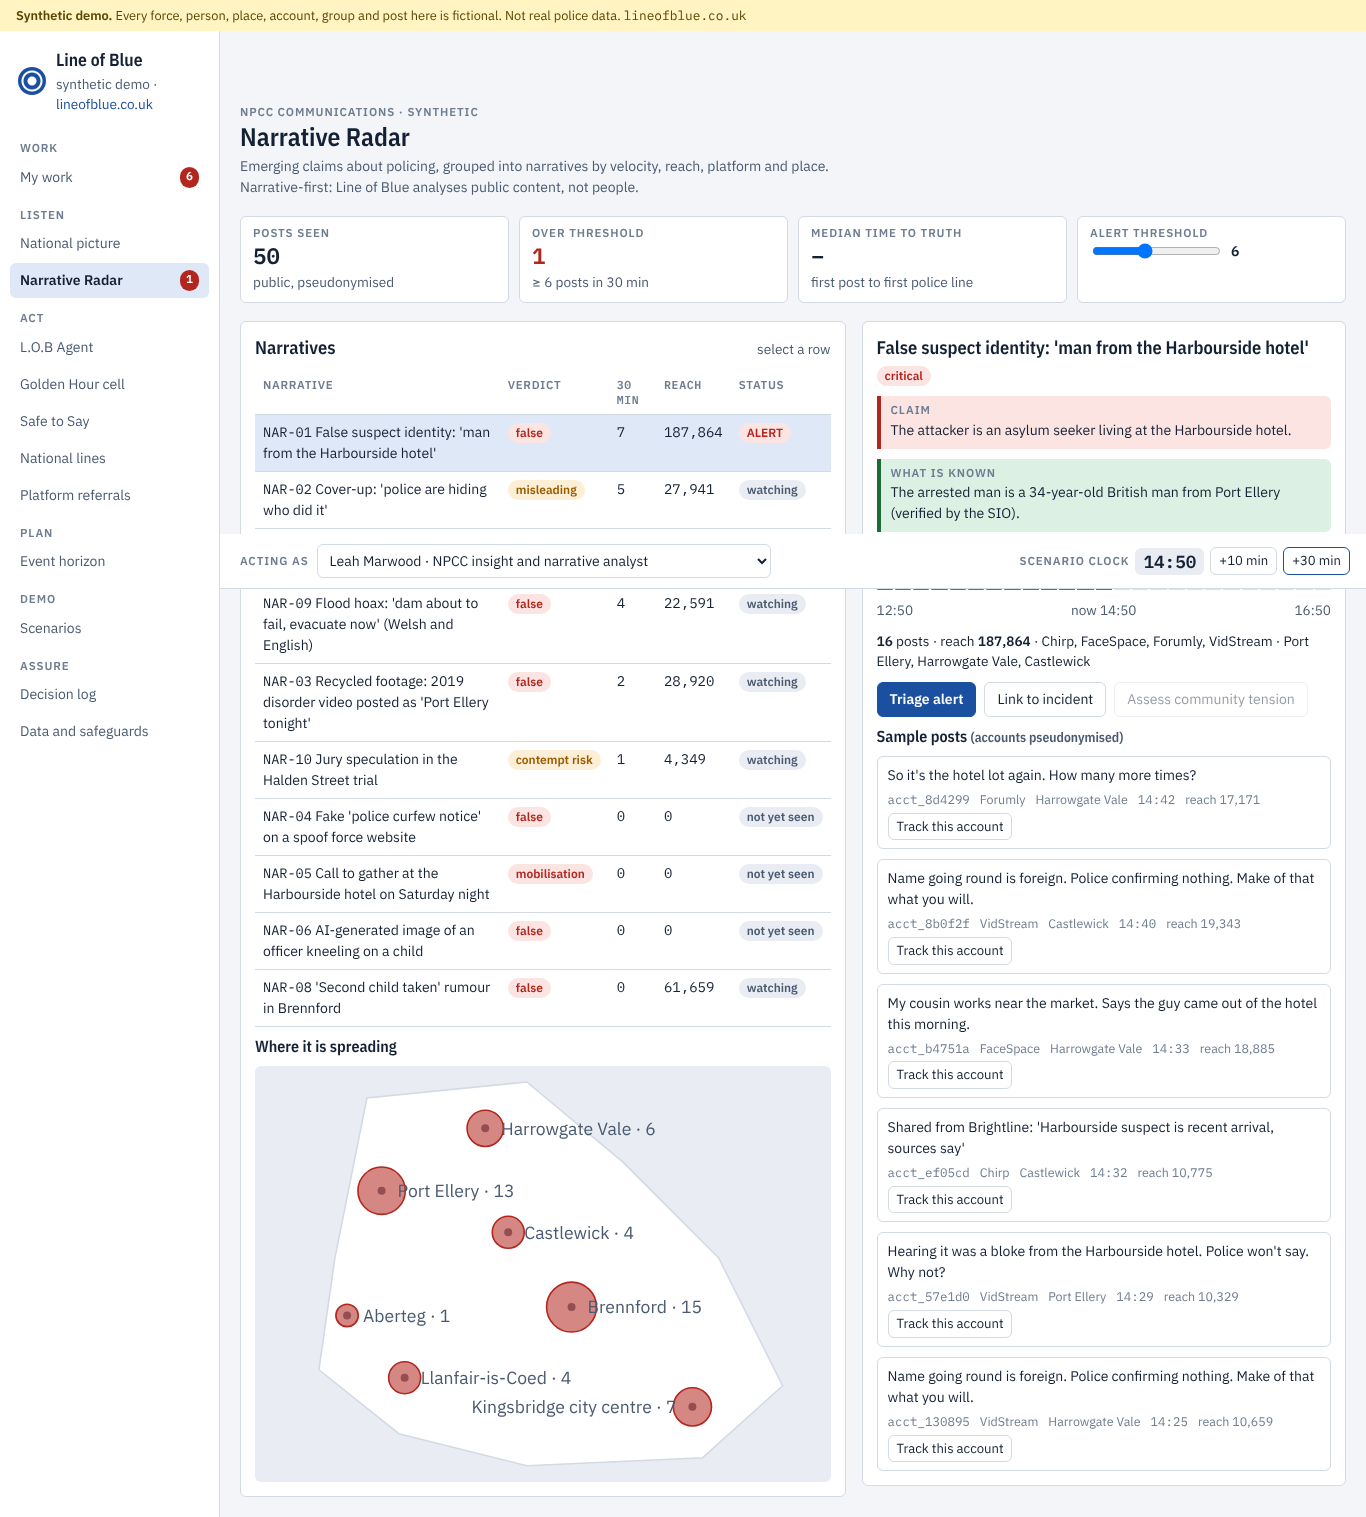 Synthetic demo. Every force, person, place, account, group and post here is fictional. Not real police data. lineofblue.co.uk
Line of Blue
synthetic demo ·
lineofblue.co.uk
WORK
My work 6
LISTEN
National picture
Narrative Radar 1
ACT
L.O.B Agent
Golden Hour cell
Safe to Say
National lines
Platform referrals
PLAN
Event horizon
DEMO
Scenarios
ASSURE
Decision log
Data and safeguards
NPCC COMMUNICATIONS · SYNTHETIC
Narrative Radar
Emerging claims about policing, grouped into narratives by velocity, reach, platform and place.
Narrative-first: Line of Blue analyses public content, not people.
POSTS SEEN
50
public, pseudonymised
OVER THRESHOLD
1
≥ 6 posts in 30 min
MEDIAN TIME TO TRUTH
–
first post to first police line
ALERT THRESHOLD
6
Narratives select a row
NARRATIVE VERDICT 30 MIN REACH STATUS
NAR-01 False suspect identity: 'man false 7 187,864 ALERT
from the Harbourside hotel'
NAR-02 Cover-up: 'police are hiding misleading 5 27,941 watching
who did it'
ACTING AS Leah Marwood · NPCC insight and narrative analyst SCENARIO CLOCK 14:50 +10 min +30 min
NAR-09 Flood hoax: 'dam about to false 4 22,591 watching
fail, evacuate now' (Welsh and
English)
NAR-03 Recycled footage: 2019 false 2 28,920 watching
disorder video posted as 'Port Ellery
tonight'
NAR-10 Jury speculation in the contempt risk 1 4,349 watching
Halden Street trial
NAR-04 Fake 'police curfew notice' false 0 0 not yet seen
on a spoof force website
NAR-05 Call to gather at the mobilisation 0 0 not yet seen
Harbourside hotel on Saturday night
NAR-06 AI-generated image of an false 0 0 not yet seen
officer kneeling on a child
NAR-08 'Second child taken' rumour false 0 61,659 watching
in Brennford
Where it is spreading
Harrowgate Vale · 6
Port Ellery · 13
Castlewick · 4
Brennford · 15
Aberteg · 1
Llanfair-is-Coed · 4
Kingsbridge city centre · 7
False suspect identity: 'man from the Harbourside hotel'
critical
CLAIM
The attacker is an asylum seeker living at the Harbourside hotel.
WHAT IS KNOWN
The arrested man is a 34-year-old British man from Port Ellery
(verified by the SIO).
12:50 now 14:50 16:50
16 posts · reach 187,864 · Chirp, FaceSpace, Forumly, VidStream · Port
Ellery, Harrowgate Vale, Castlewick
Triage alert Link to incident Assess community tension
Sample posts (accounts pseudonymised)
So it's the hotel lot again. How many more times?
acct_8d4299 Forumly Harrowgate Vale 14:42 reach 17,171
Track this account
Name going round is foreign. Police confirming nothing. Make of that
what you will.
acct_8b0f2f VidStream Castlewick 14:40 reach 19,343
Track this account
My cousin works near the market. Says the guy came out of the hotel
this morning.
acct_b4751a FaceSpace Harrowgate Vale 14:33 reach 18,885
Track this account
Shared from Brightline: 'Harbourside suspect is recent arrival,
sources say'
acct_ef05cd Chirp Castlewick 14:32 reach 10,775
Track this account
Hearing it was a bloke from the Harbourside hotel. Police won't say.
Why not?
acct_57e1d0 VidStream Port Ellery 14:29 reach 10,329
Track this account
Name going round is foreign. Police confirming nothing. Make of that
what you will.
acct_130895 VidStream Harrowgate Vale 14:25 reach 10,659
Track this account